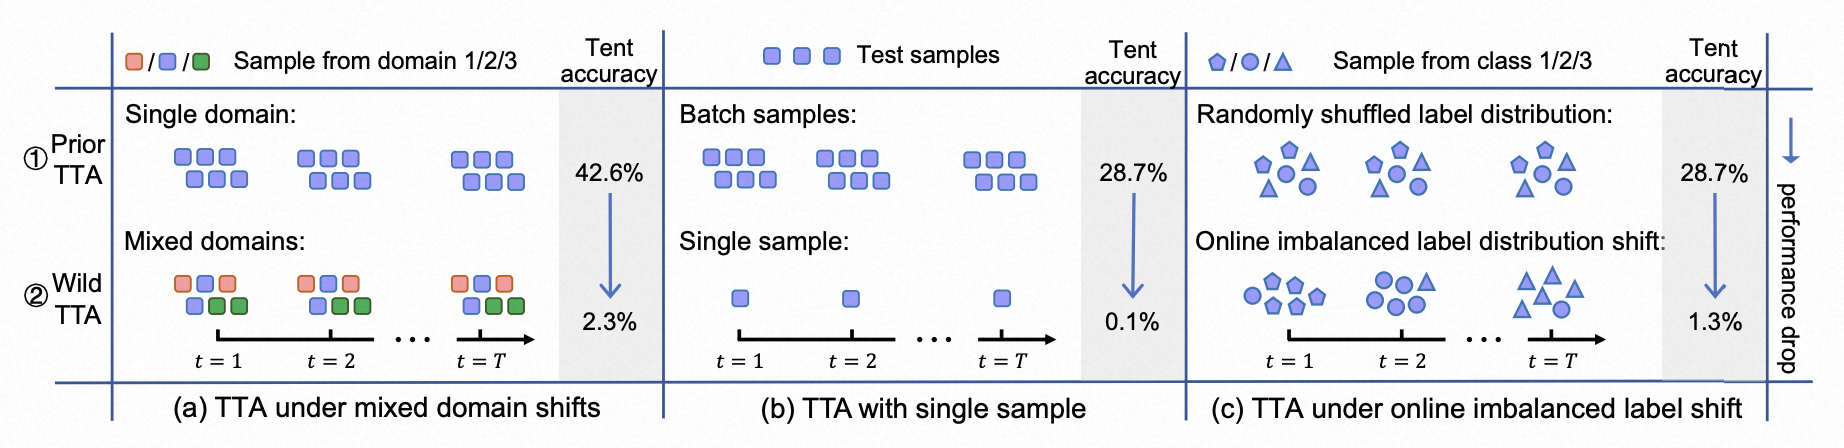 / / Sample from domain 1/2/3
Tent
accuracy
Test samples
Tent
accuracy
/ / Sample from class 1/2/3
Tent
accuracy
① Prior
TTA
Single domain:
42.6%
Batch samples:
28.7%
Randomly shuffled label distribution:
28.7%
② Wild
TTA
Mixed domains:
2.3%
t = 1
t = 2
...
t = T
Single sample:
0.1%
t = 1
t = 2
...
t = T
Online imbalanced label distribution shift:
1.3%
t = 1
t = 2
...
t = T
performance drop
(a) TTA under mixed domain shifts
(b) TTA with single sample
(c) TTA under online imbalanced label shift